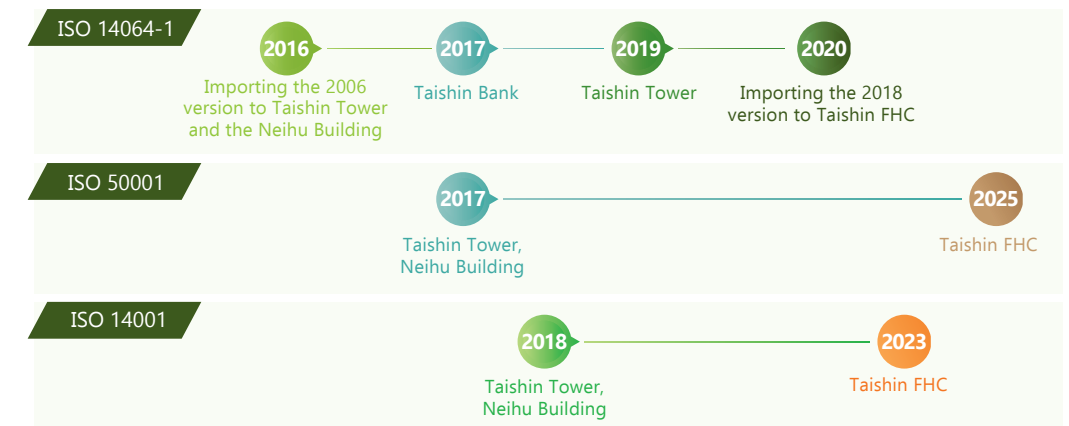 ISO 14064-1
2016
2017
2019
2020
Importing the 2006
version to Taishin Tower
and the Neihu Building
Taishin Bank
Taishin Tower
Importing the 2018
version to Taishin FHC
ISO 50001
2017
2025
Taishin Tower,
Neihu Building
Taishin FHC
ISO 14001
2018
2023
Taishin Tower,
Neihu Building
Taishin FHC